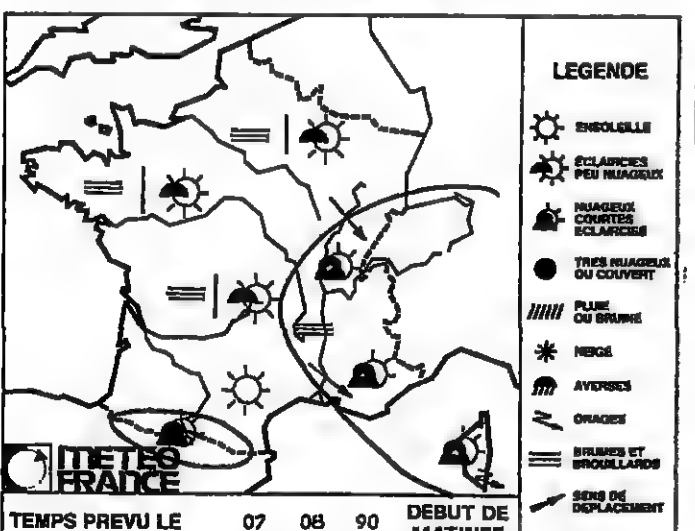 LEGENDE
ENSOLEILLE
ÉCLAIRCIES
PEU NUAGEUX
NUAGEUX
COURTES
ECLAIRCIES
TRES NUAGEUX
OU COUVERT
PLUIE
OU BRUINE
NEIGE
AVERSES
ORAGES
BRUMES ET
BROUILLARDS
SENS DE
DEPLACEMENT
METEO
FRANCE
TEMPS PREVU LE 07 08 90 DEBUT DE